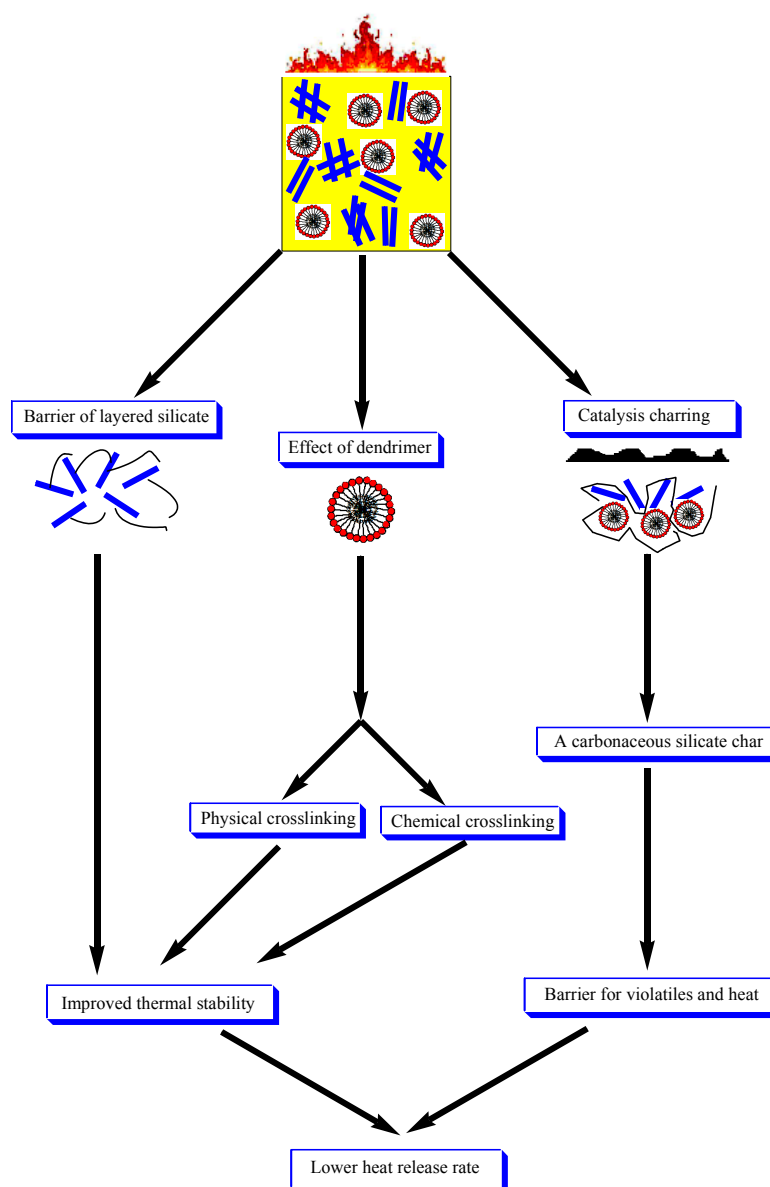 Barrier of layered silicate
Effect of dendrimer
Catalysis charring
A carbonaceous silicate char
Physical crosslinking
Chemical crosslinking
Improved thermal stability
Barrier for violatiles and heat
Lower heat release rate